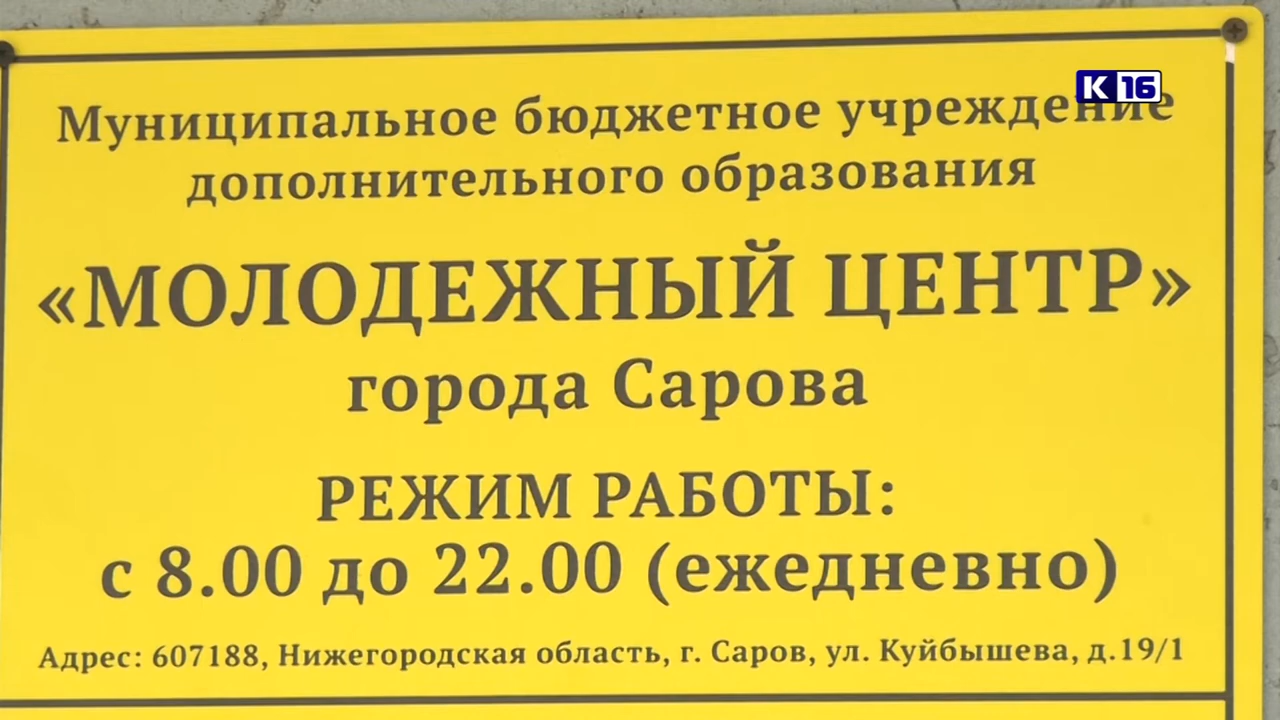 К 16
Муниципальное бюджетное учреждение
дополнительного образования
«МОЛОДЕЖНЫЙ ЦЕНТР»
города Сарова
РЕЖИМ РАБОТЫ:
с 8.00 до 22.00 (ежедневно)
Адрес: 607188, Нижегородская область, г. Саров, ул. Куйбышева, д.19/1